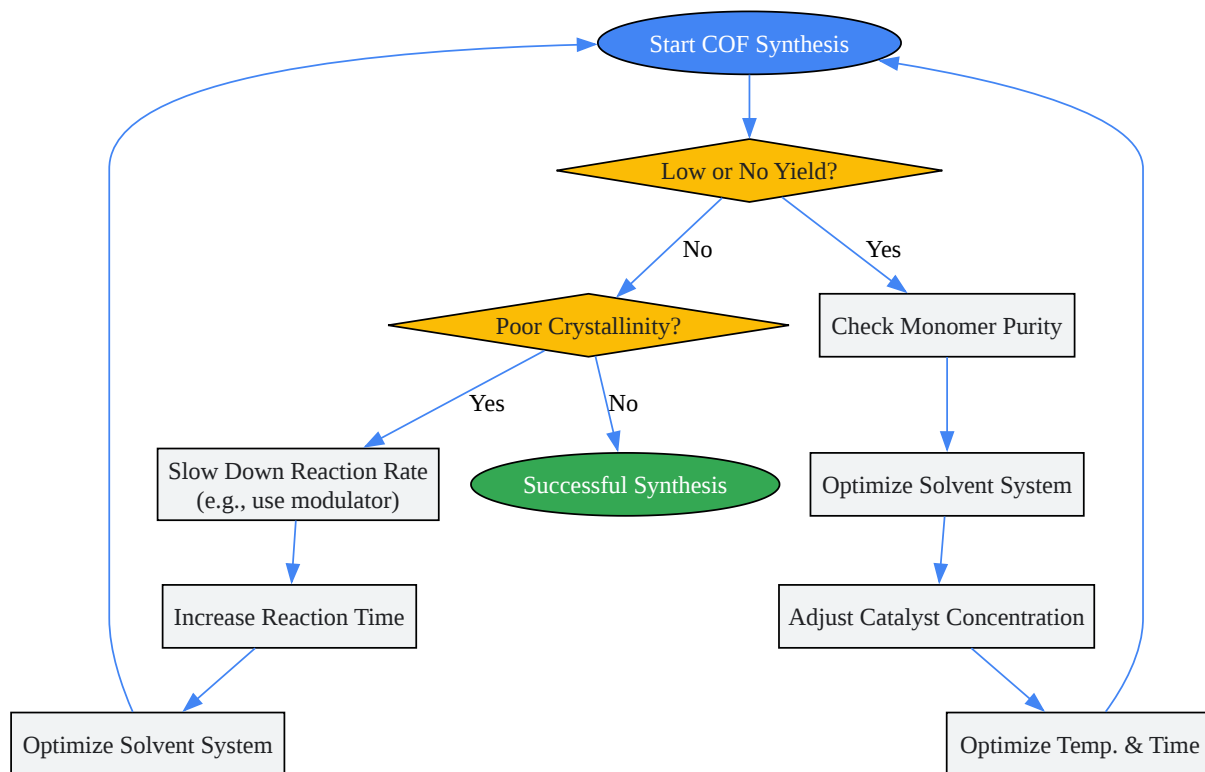 Start COF Synthesis
Low or No Yield?
No
Yes
Poor Crystallinity?
Check Monomer Purity
Yes
No
Slow Down Reaction Rate
(e.g., use modulator)
Successful Synthesis
Optimize Solvent System
Increase Reaction Time
Adjust Catalyst Concentration
Optimize Solvent System
Optimize Temp. & Time